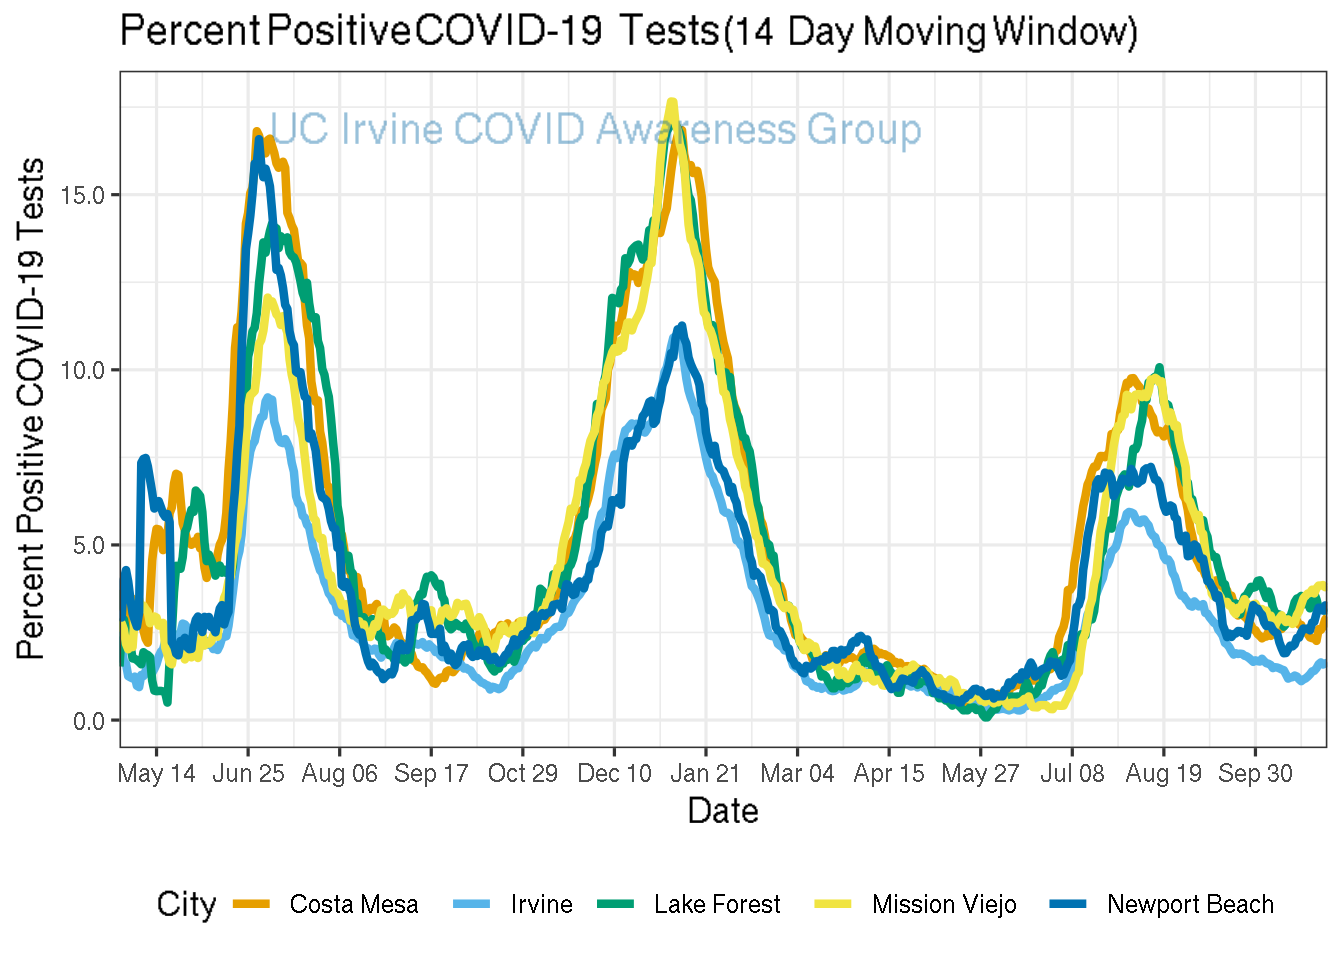 Percent Positive COVID-19 Tests(14 Day Moving Window)
UC Irvine COVID Awareness Group
Percent Positive COVID-19 Tests
15.0
10.0
5.0
0.0
May 14 Jun 25 Aug 06 Sep 17 Oct 29 Dec 10 Jan 21 Mar 04 Apr 15 May 27 Jul 08 Aug 19 Sep 30
Date
City Costa Mesa Irvine Lake Forest Mission Viejo Newport Beach